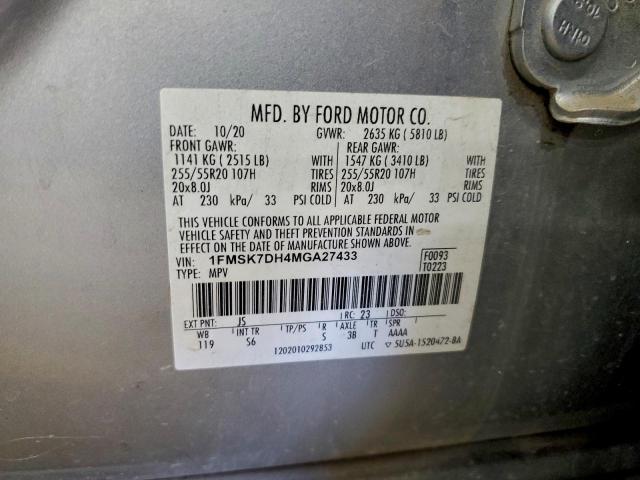 MFD. BY FORD MOTOR CO.
DATE: 10/20 GVWR: 2635 KG ( 5810 LB)
FRONT GAWR: REAR GAWR:
1141 KG ( 2515 LB) WITH 1547 KG ( 3410 LB) WITH
255/55R20 107H TIRES 255/55R20 107H TIRES
20x8.0J RIMS 20x8.0J RIMS
AT 230 kPa/ 33 PSI COLD AT 230 kPa/ 33 PSI COLD
THIS VEHICLE CONFORMS TO ALL APPLICABLE FEDERAL MOTOR
VEHICLE SAFETY AND THEFT PREVENTION STANDARDS IN
EFFECT ON THE DATE OF MANUFACTURE SHOWN ABOVE.
VIN: 1FMSK7DH4MGA27433 F0093
TYPE: MPV T0223
EXT PNT: JS RC: 23 DSO:
WB INT TR TP/PS R AXLE TR SPR
119 S6 S 3B T AAAA
1202010292853 UTC ▽ 5U5A-1520472-BA